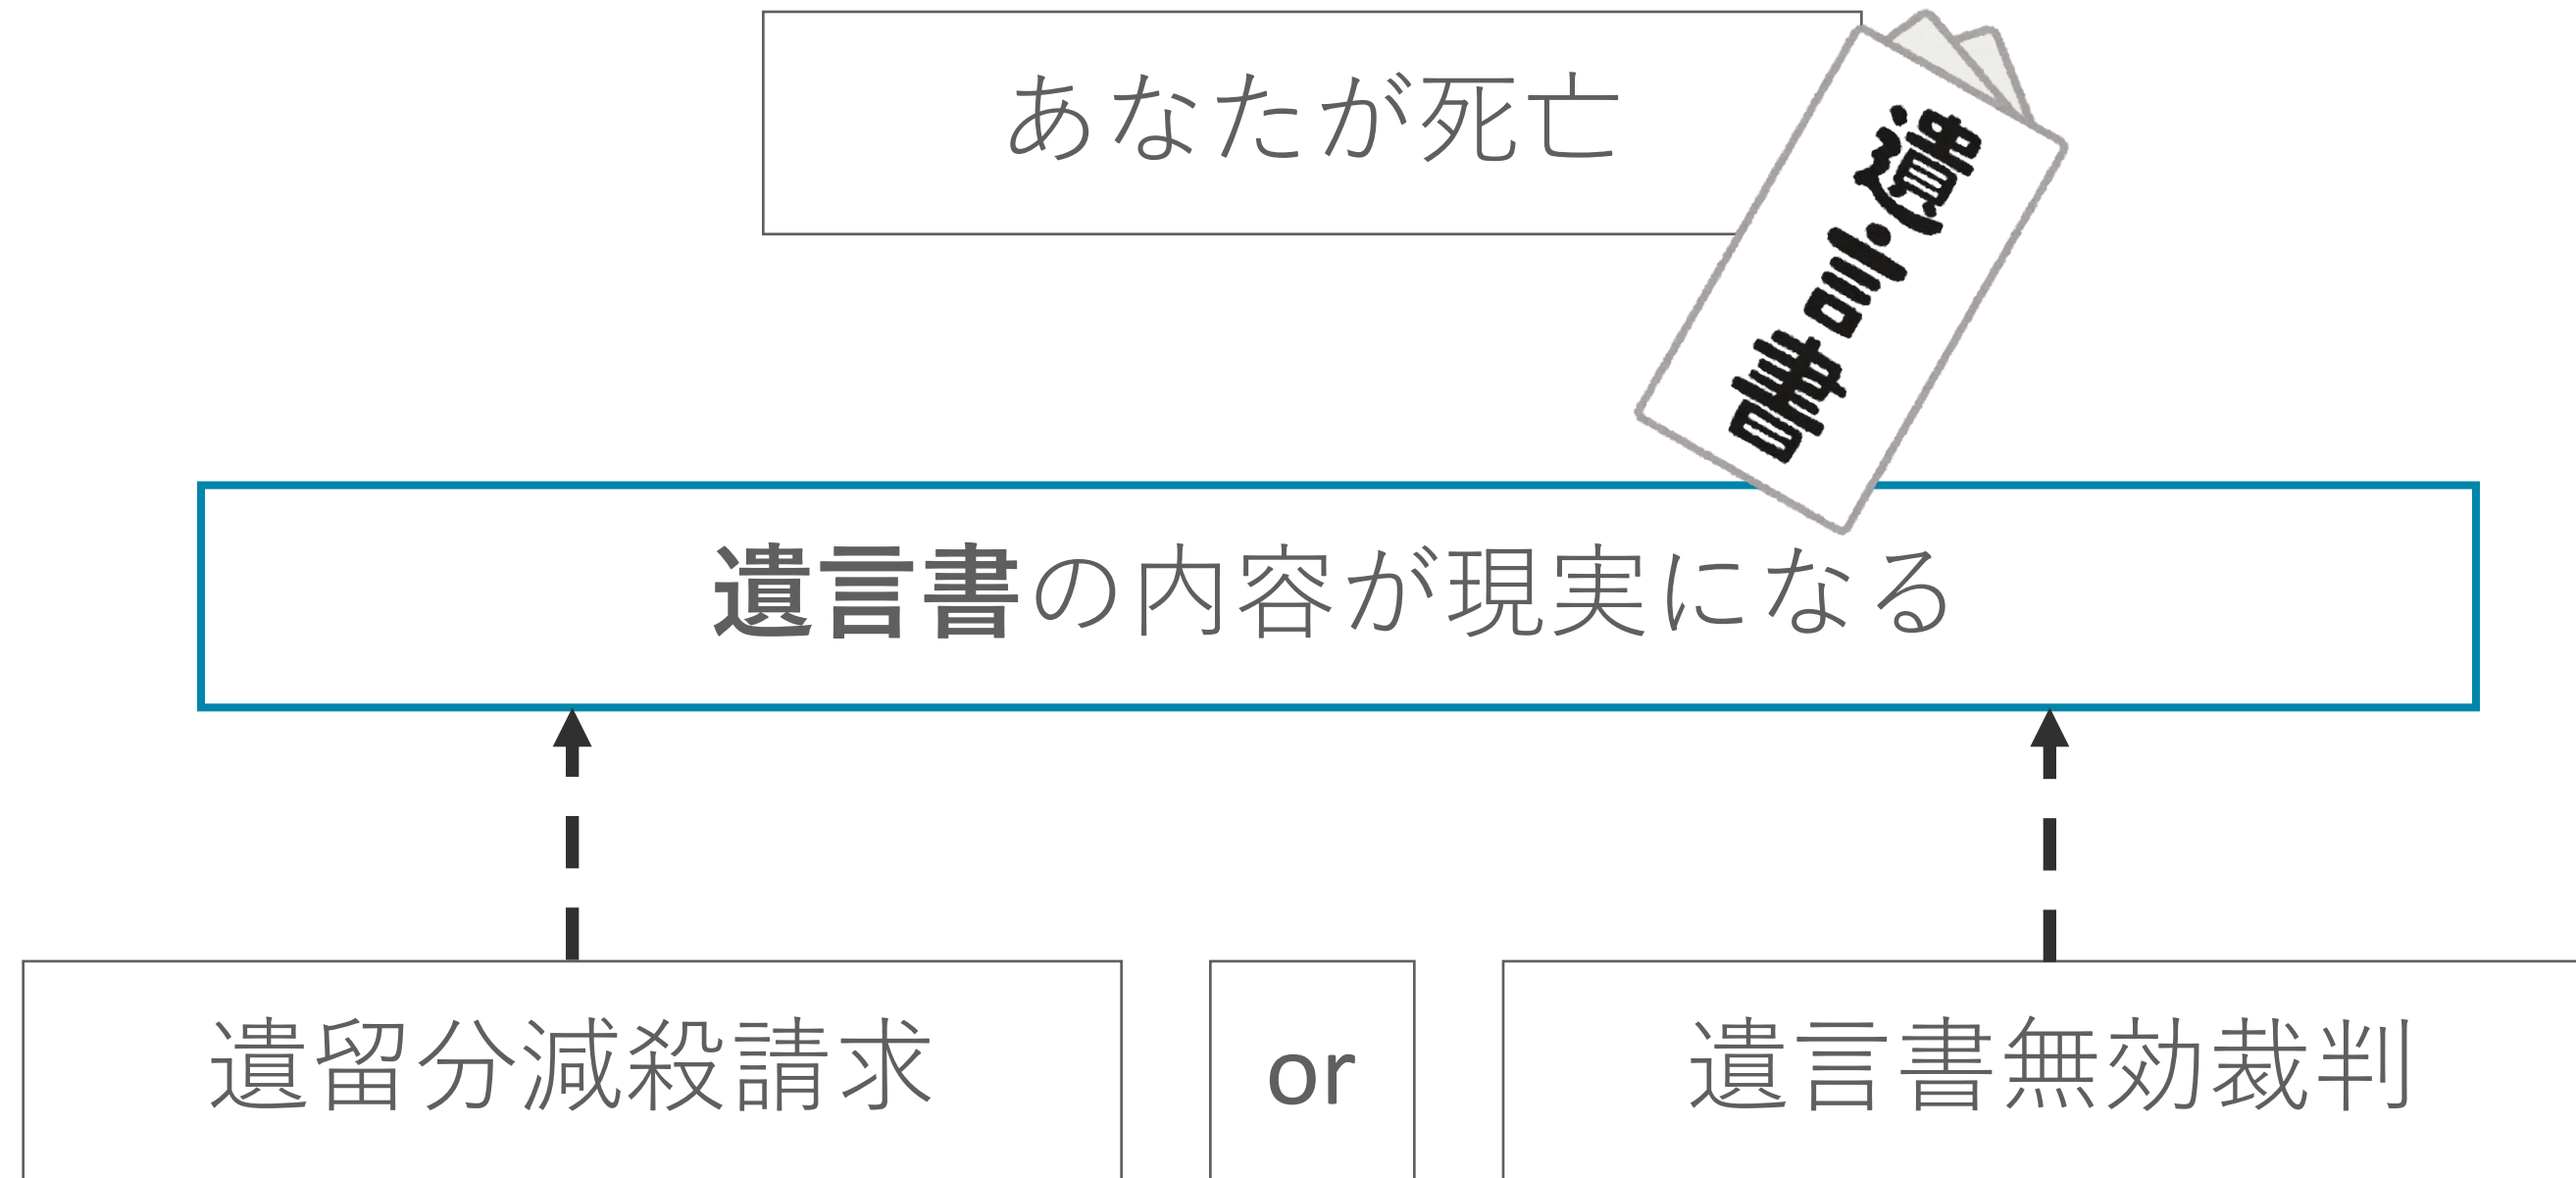 あなたが死亡
遺言書
遺言書の内容が現実になる
遺留分減殺請求
or
遺言書無効裁判